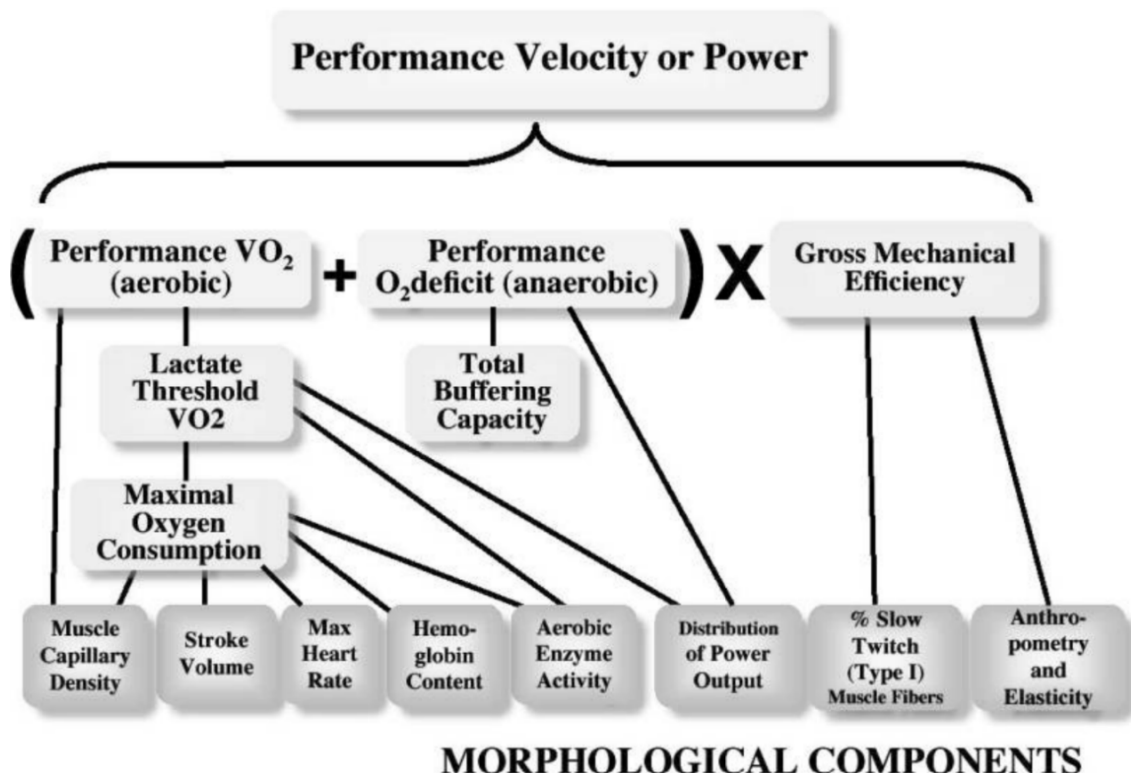 Performance Velocity or Power
(
Performance VO₂
(aerobic)
+
Performance
O₂deficit (anaerobic)
)
X
Gross Mechanical
Efficiency
Lactate
Threshold
VO2
Total
Buffering
Capacity
Maximal
Oxygen
Consumption
Muscle
Capillary
Density
Stroke
Volume
Max
Heart
Rate
Hemo-
globin
Content
Aerobic
Enzyme
Activity
Distribution
of Power
Output
% Slow
Twitch
(Type I)
Muscle Fibers
Anthro-
pometry
and
Elasticity
MORPHOLOGICAL COMPONENTS